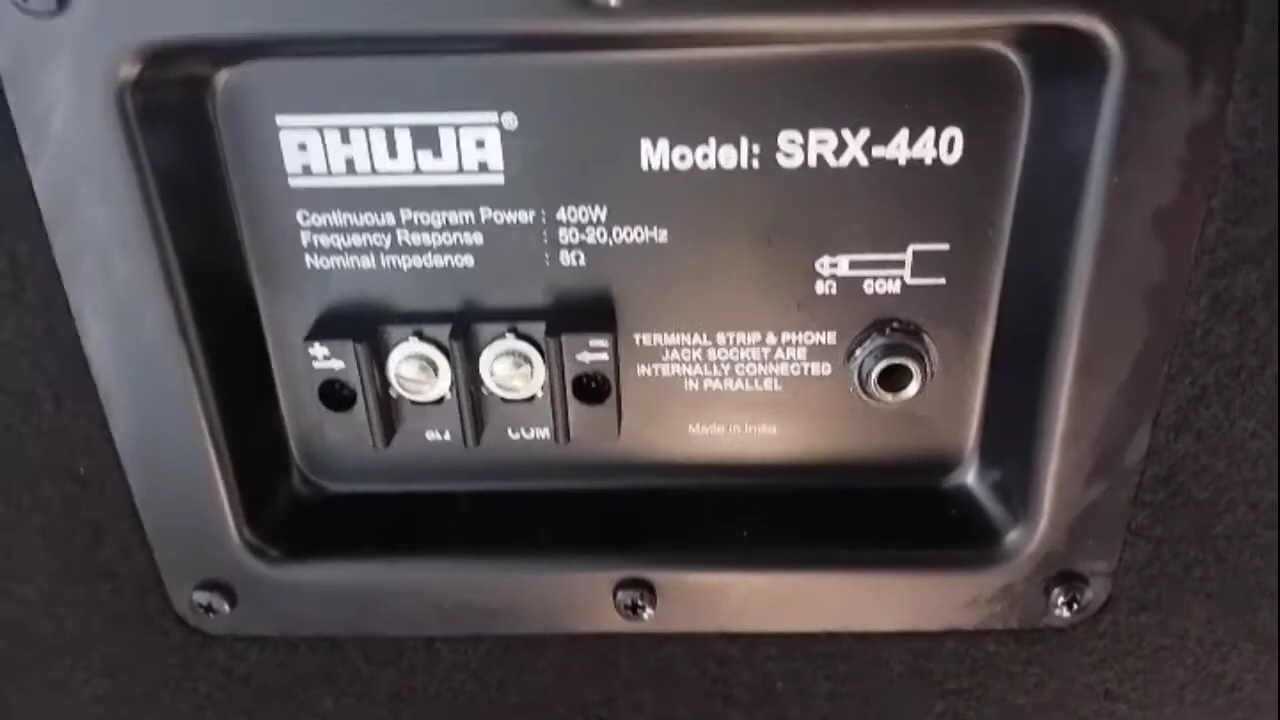 AHUJA®
Model: SRX-440
Continuous Program Power : 400W
Frequency Response : 50-20,000Hz
Nominal Impedance : 8Ω
8Ω COM
+ −
TERMINAL STRIP & PHONE
JACK SOCKET ARE
INTERNALLY CONNECTED
IN PARALLEL
8Ω COM
Made in India